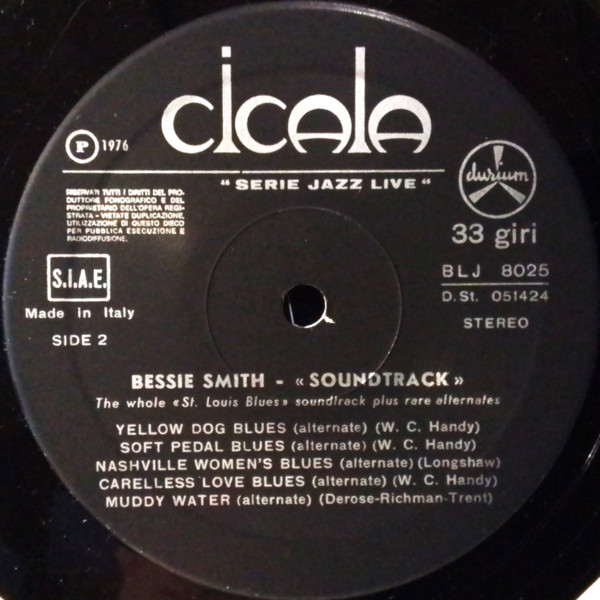 cicala
P 1976
"SERIE JAZZ LIVE"
durium
RISERVATI TUTTI I DIRITTI DEL PRO-
DUTTORE FONOGRAFICO E DEL
PROPRIETARIO DELL'OPERA REGI-
STRATA - VIETATE DUPLICAZIONE,
UTILIZZAZIONE DI QUESTO DISCO
PER PUBBLICA ESECUZIONE E
RADIODIFFUSIONE.
33 giri
S.I.A.E.
BLJ 8025
D.St. 051424
Made in Italy
STEREO
SIDE 2
BESSIE SMITH - «SOUNDTRACK»
The whole «St. Louis Blues» soundtrack plus rare alternates
YELLOW DOG BLUES (alternate) (W. C. Handy)
SOFT PEDAL BLUES (alternate) (W. C. Handy)
NASHVILLE WOMEN'S BLUES (alternate) (Longshaw)
CARELLESS LOVE BLUES (alternate) (W. C. Handy)
MUDDY WATER (alternate) (Derose-Richman-Trent)